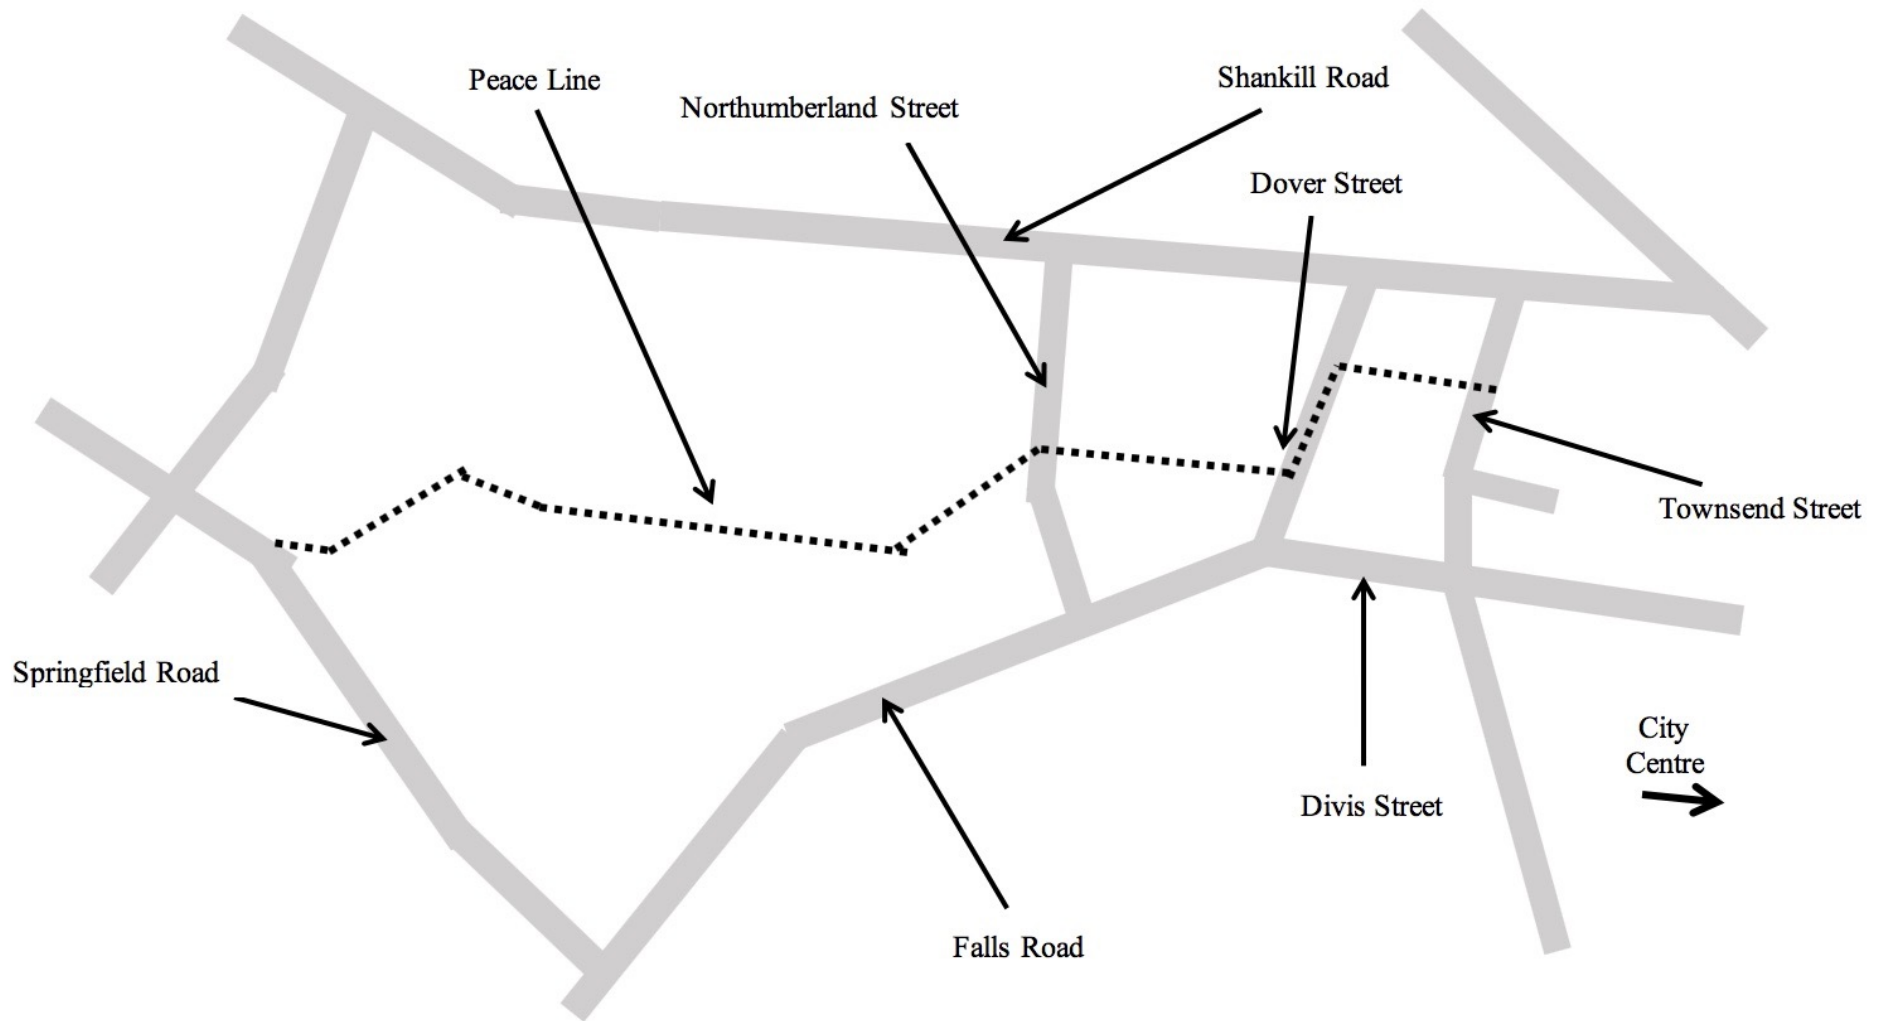 Shankill Road
Peace Line
Northumberland Street
Dover Street
Townsend Street
Springfield Road
City
Centre
Divis Street
Falls Road